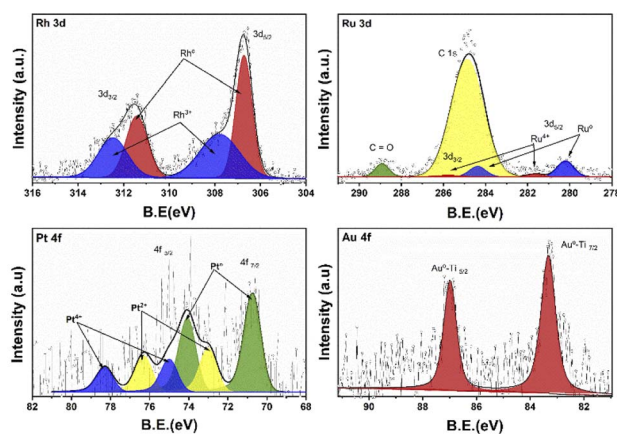 Rh 3d
3d5/2
Rh⁰
3d3/2
Rh³⁺
Intensity (a.u.)
316 314 312 310 308 306 304
B.E(eV)
Ru 3d
C 1s
3d5/2
Ru⁰
Ru⁴⁺
C = O
3d3/2
Intensity (a.u.)
290 288 286 284 282 280 278
B.E.(eV)
Pt 4f
4f 5/2
4f 7/2
Pt⁰
Pt²⁺
Pt⁴⁺
Intensity (a.u)
82 80 78 76 74 72 70 68
B.E.(eV)
Au 4f
Au⁰-Ti 7/2
Au⁰-Ti 5/2
Intensity (a.u.)
90 88 86 84 82
B.E.(eV)